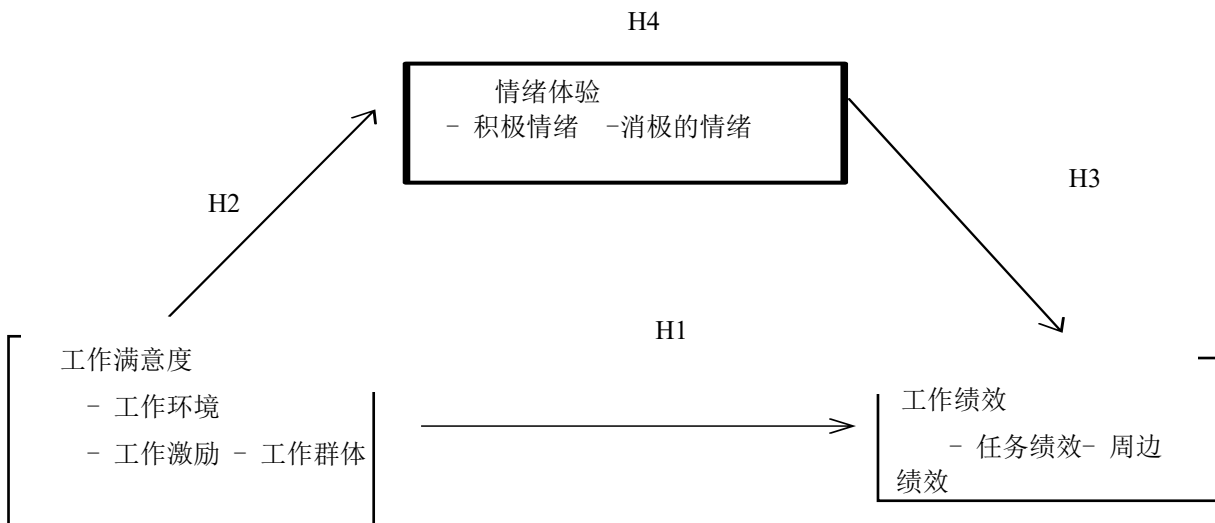 H4
情绪体验
- 积极情绪 -消极的情绪
H2
H3
H1
工作满意度
- 工作环境
- 工作激励 - 工作群体
工作绩效
- 任务绩效- 周边
绩效